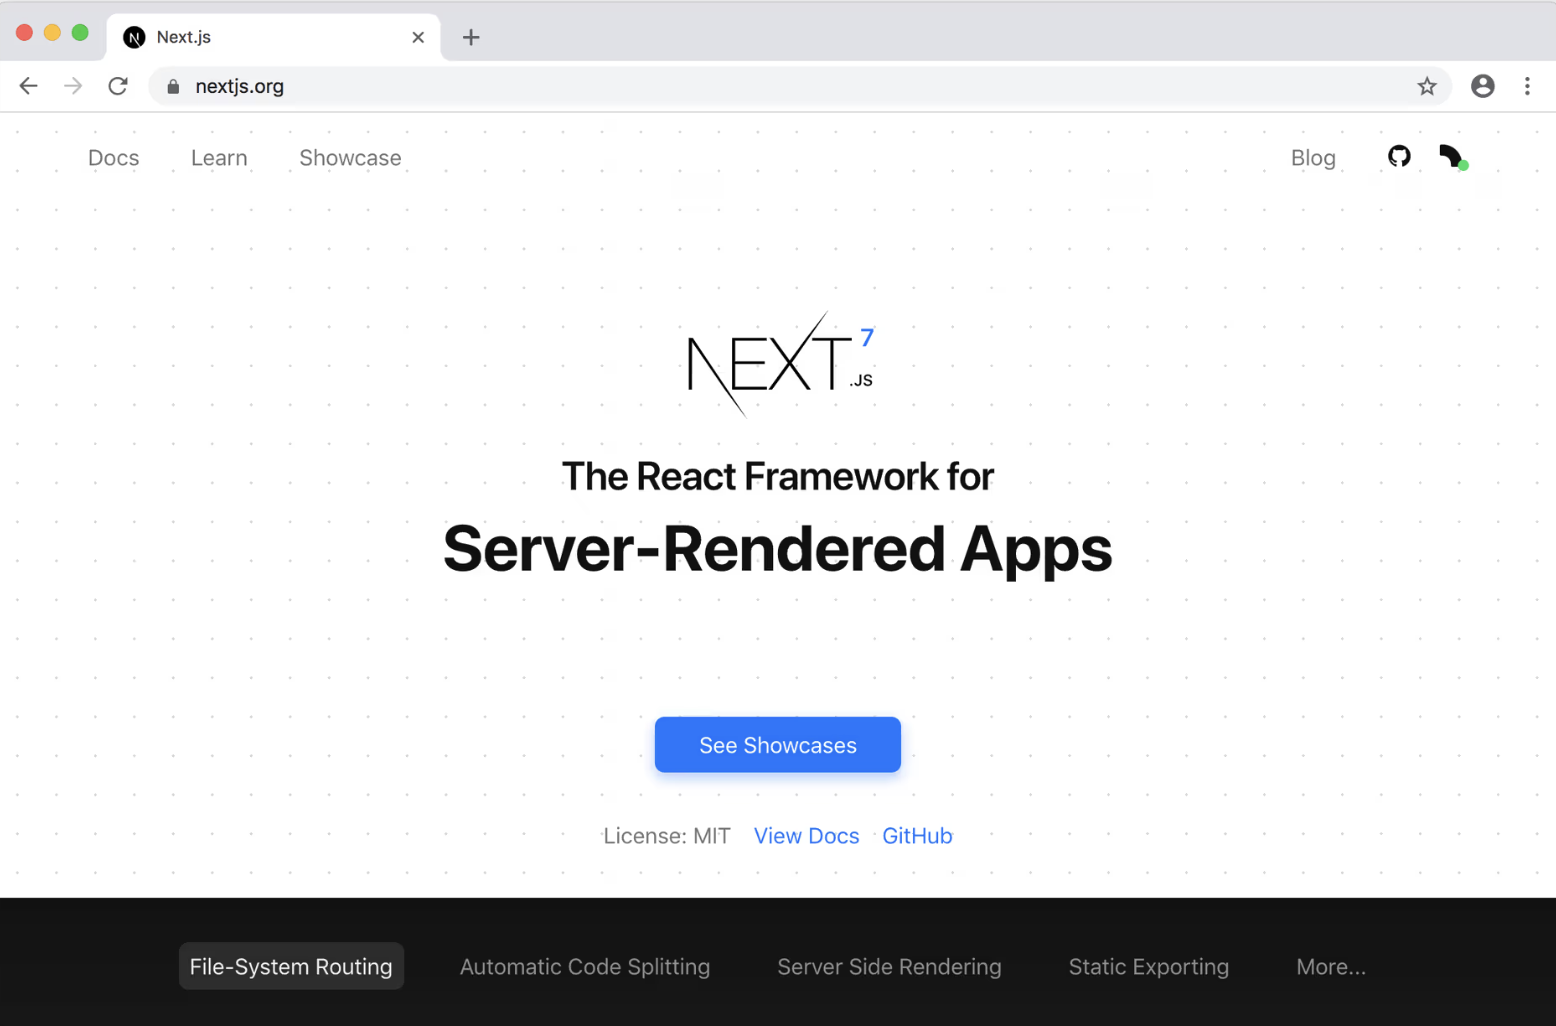 Next.js
nextjs.org
Docs Learn Showcase Blog
NEXT.JS 7
The React Framework for
Server-Rendered Apps
See Showcases
License: MIT View Docs GitHub
File-System Routing Automatic Code Splitting Server Side Rendering Static Exporting More...